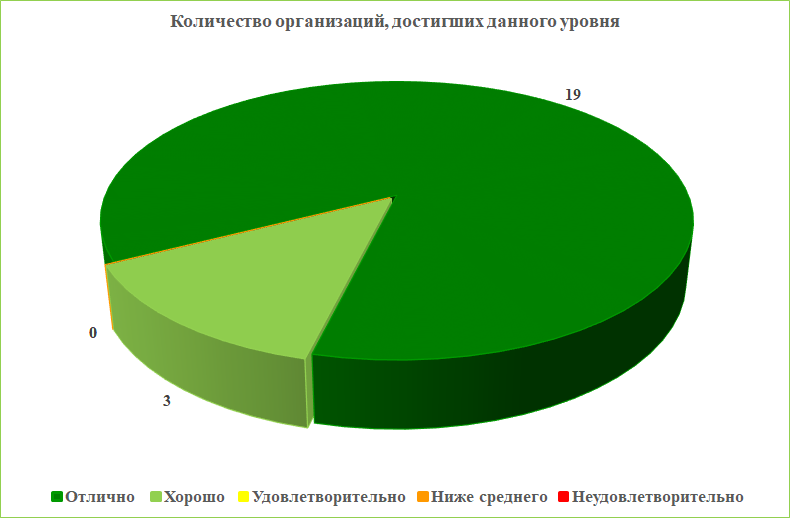 Количество организаций, достигших данного уровня
19
0
3
Отлично Хорошо Удовлетворительно Ниже среднего Неудовлетворительно